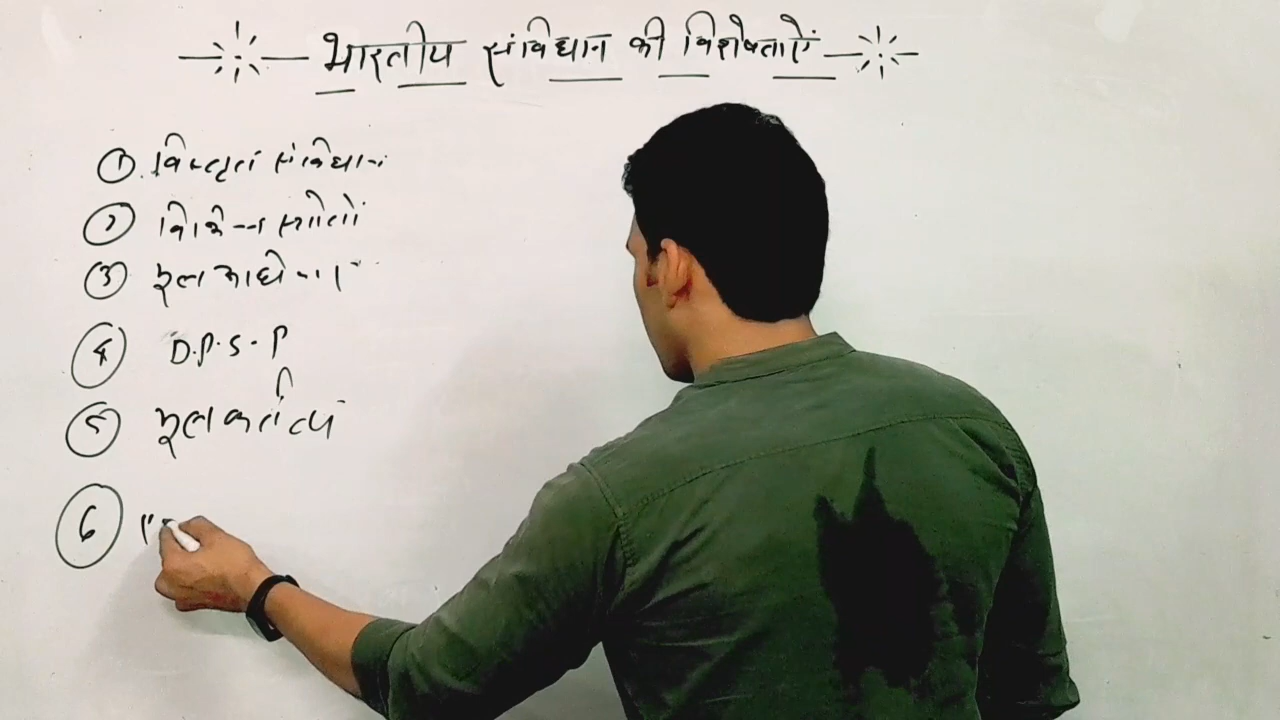 भारतीय संविधान की विशेषताऐं
1. विस्तृत संविधान
2 विभिन्न स्त्रोतों
3 मूल अधिकार
4 D.P.S.P
5 मूल कर्तव्य
6